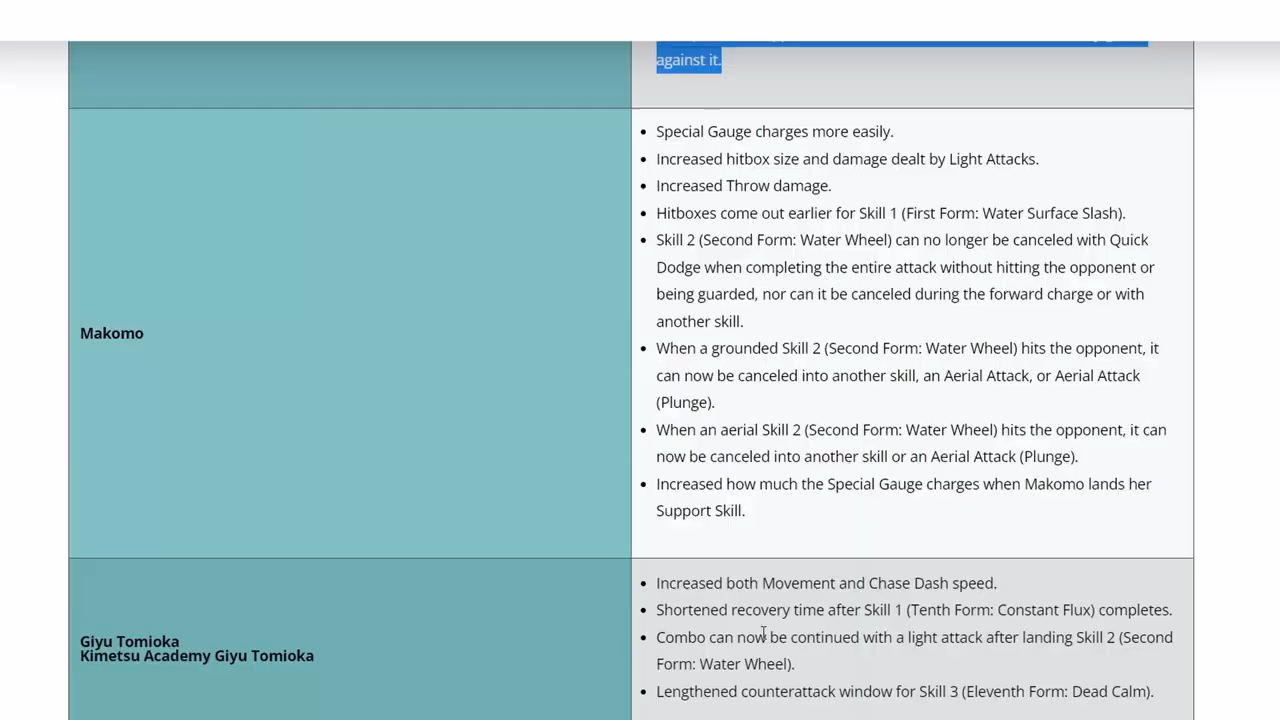 against it.
Makomo
Special Gauge charges more easily.
Increased hitbox size and damage dealt by Light Attacks.
Increased Throw damage.
Hitboxes come out earlier for Skill 1 (First Form: Water Surface Slash).
Skill 2 (Second Form: Water Wheel) can no longer be canceled with Quick
Dodge when completing the entire attack without hitting the opponent or
being guarded, nor can it be canceled during the forward charge or with
another skill.
When a grounded Skill 2 (Second Form: Water Wheel) hits the opponent, it
can now be canceled into another skill, an Aerial Attack, or Aerial Attack
(Plunge).
When an aerial Skill 2 (Second Form: Water Wheel) hits the opponent, it can
now be canceled into another skill or an Aerial Attack (Plunge).
Increased how much the Special Gauge charges when Makomo lands her
Support Skill.
Giyu Tomioka
Kimetsu Academy Giyu Tomioka
Increased both Movement and Chase Dash speed.
Shortened recovery time after Skill 1 (Tenth Form: Constant Flux) completes.
Combo can now be continued with a light attack after landing Skill 2 (Second
Form: Water Wheel).
Lengthened counterattack window for Skill 3 (Eleventh Form: Dead Calm).